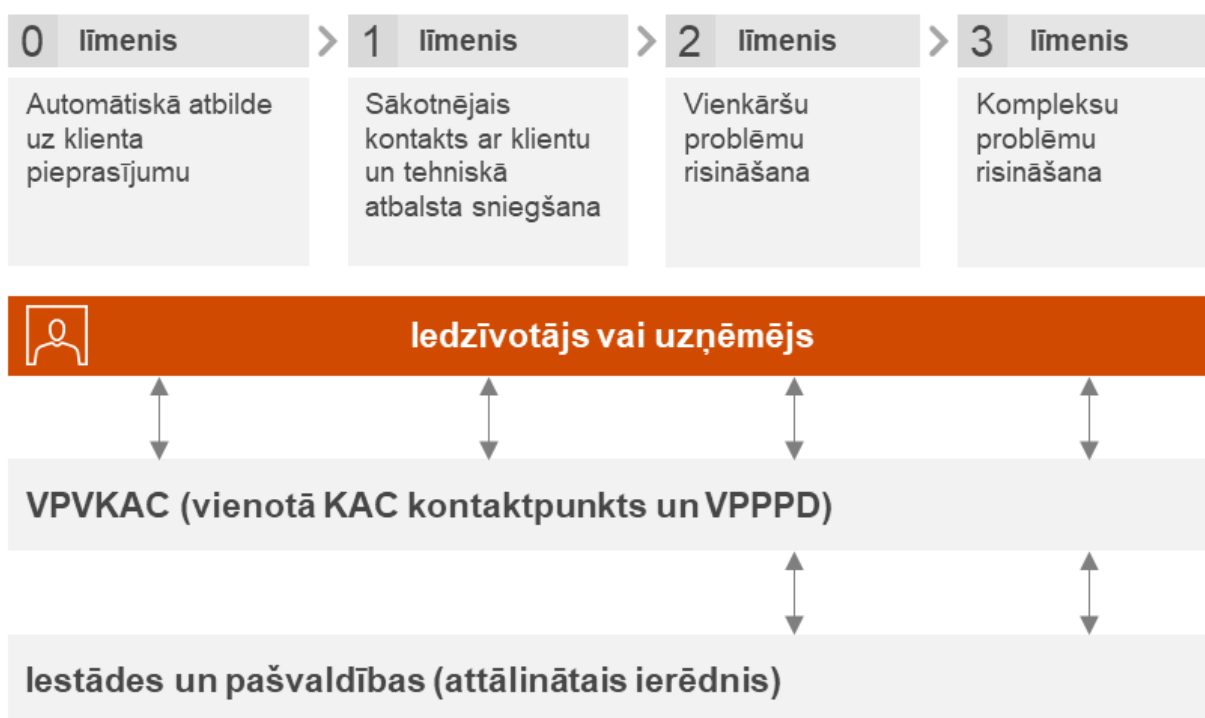 0 līmenis
1 līmenis
2 līmenis
3 līmenis
Automātiskā atbilde
uz klienta
pieprasījumu
Sākotnējais
kontakts ar klientu
un tehniskā
atbalsta sniegšana
Vienkāršu
problēmu
risināšana
Kompleksu
problēmu
risināšana
Iedzīvotājs vai uzņēmējs
VPVKAC (vienotā KAC kontaktpunkts un VPPPD)
Iestādes un pašvaldības (attālinātais ierēdnis)